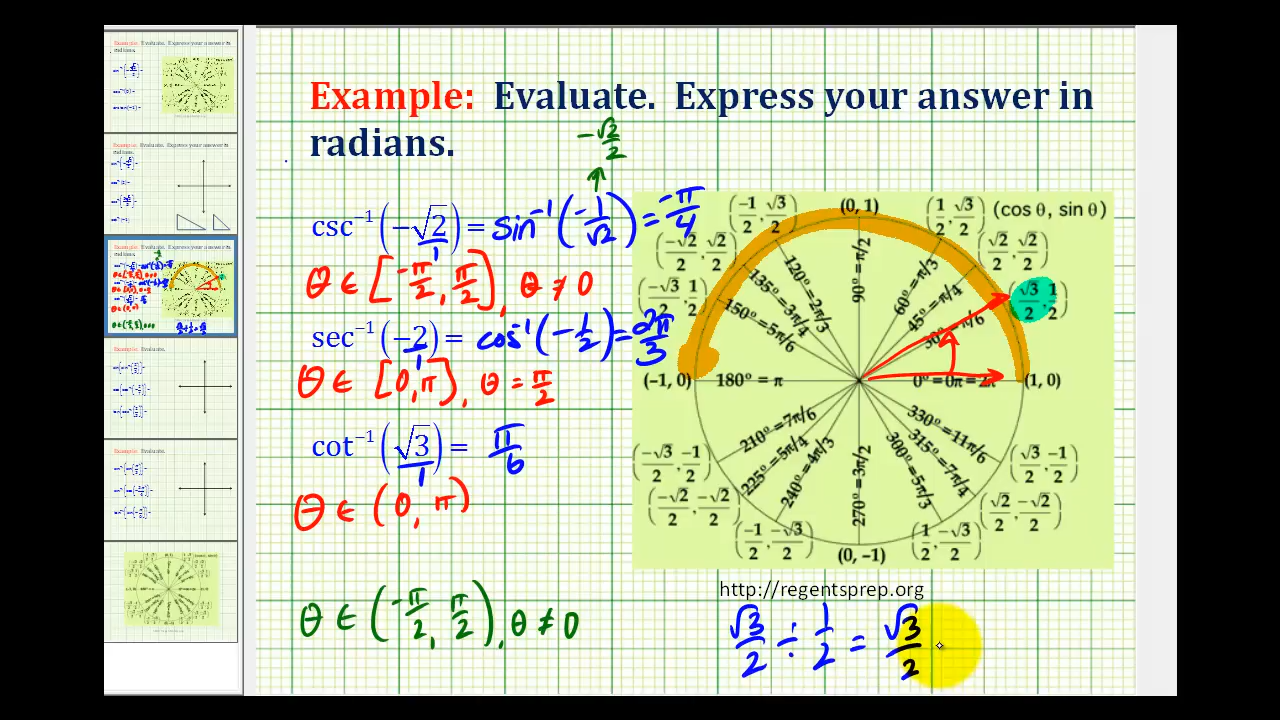 Example: Evaluate. Express your answer in
radians.
-√2/2
↑
csc⁻¹(-√2/1) = sin⁻¹(-1/√2) = -π/4
θ ∈ [-π/2, π/2], θ ≠ 0
sec⁻¹(-2/1) = cos⁻¹(-1/2) = 2π/3
θ ∈ [0, π], θ = π/2
cot⁻¹(√3/1) = π/6
θ ∈ (0, π)
θ ∈ (-π/2, π/2), θ ≠ 0
(cos θ, sin θ)
(0, 1)
(-1/2, √3/2)
(1/2, √3/2)
(-√2/2, √2/2)
(√2/2, √2/2)
(-√3/2, 1/2)
(√3/2, 1/2)
120° = 2π/3
90° = π/2
60° = π/3
135° = 3π/4
45° = π/4
150° = 5π/6
30° = π/6
(−1, 0)
180° = π
0° = 0π = 2π
(1, 0)
210° = 7π/6
330° = 11π/6
225° = 5π/4
315° = 7π/4
240° = 4π/3
270° = 3π/2
300° = 5π/3
(-√3/2, -1/2)
(√3/2, -1/2)
(-√2/2, -√2/2)
(√2/2, -√2/2)
(-1/2, -√3/2)
(1/2, -√3/2)
(0, −1)
http://regentsprep.org
√3/2 ÷ 1/2 = √3/2